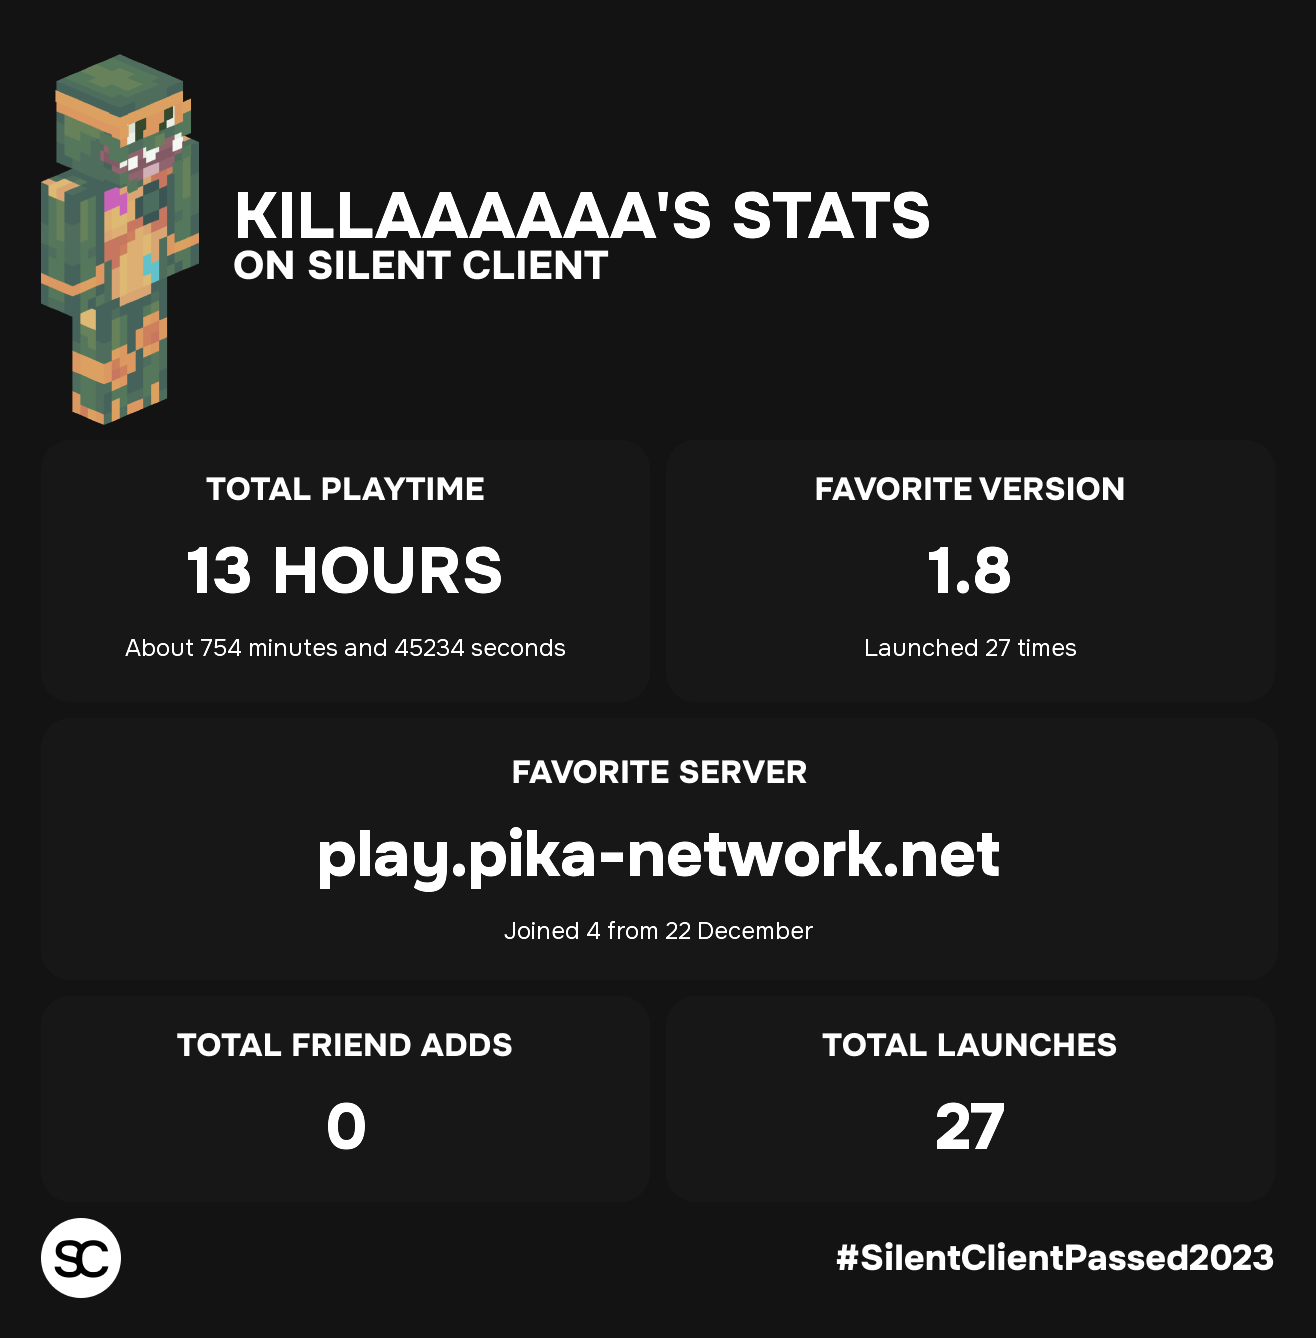 KILLAAAAAA'S STATS
ON SILENT CLIENT
TOTAL PLAYTIME
13 HOURS
About 754 minutes and 45234 seconds
FAVORITE VERSION
1.8
Launched 27 times
FAVORITE SERVER
play.pika-network.net
Joined 4 from 22 December
TOTAL FRIEND ADDS
0
TOTAL LAUNCHES
27
SC
#SilentClientPassed2023